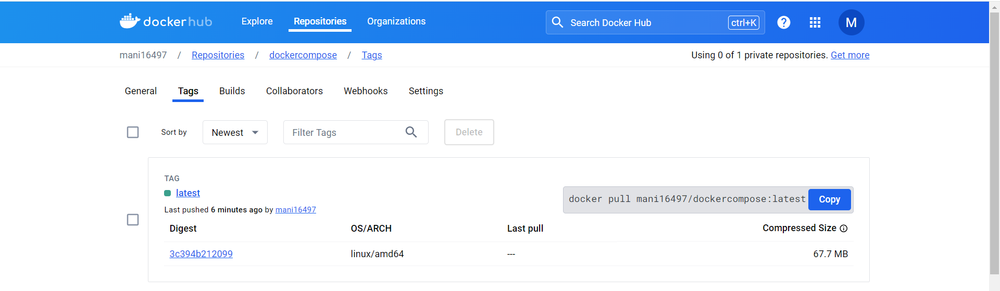 dockerhub Explore Repositories Organizations Search Docker Hub ctrl+K ? M
mani16497 / Repositories / dockercompose / Tags Using 0 of 1 private repositories. Get more
General Tags Builds Collaborators Webhooks Settings
Sort by Newest Filter Tags Delete
TAG
latest
docker pull mani16497/dockercompose:latest Copy
Last pushed 6 minutes ago by mani16497
Digest OS/ARCH Last pull Compressed Size
3c394b212099 linux/amd64 --- 67.7 MB